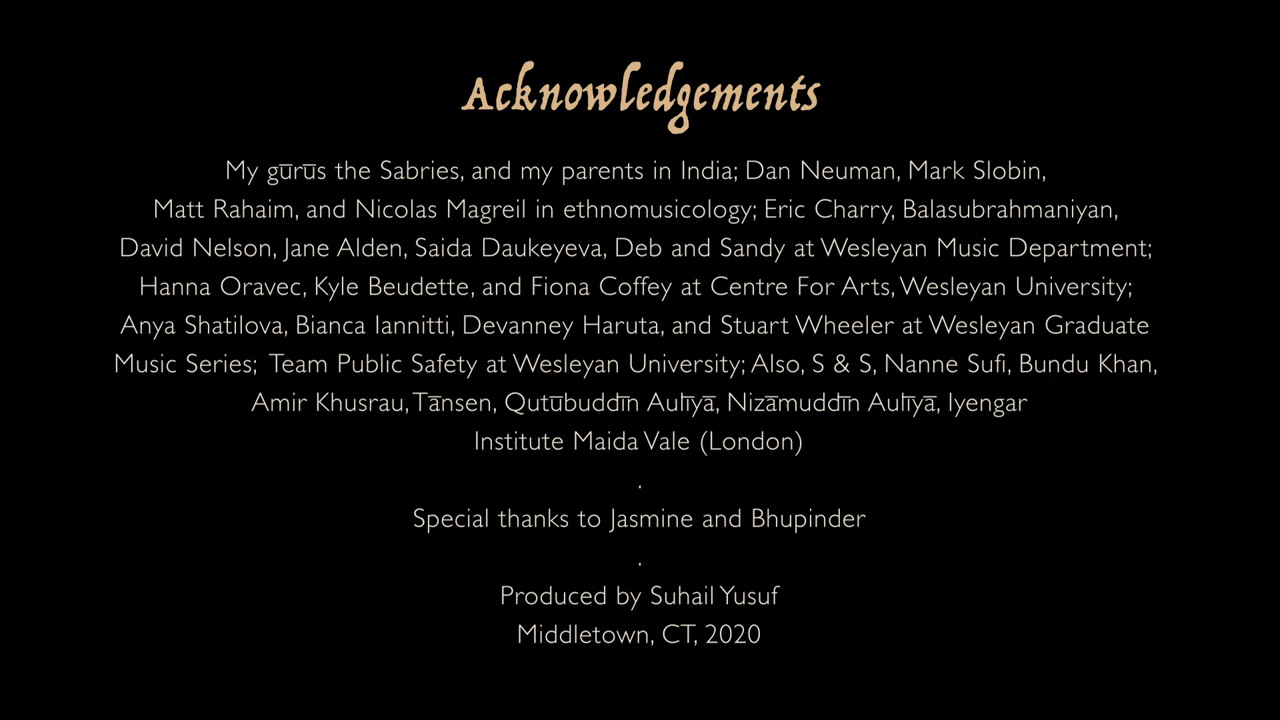 Acknowledgements
My gūrūs the Sabries, and my parents in India; Dan Neuman, Mark Slobin,
Matt Rahaim, and Nicolas Magreil in ethnomusicology; Eric Charry, Balasubrahmaniyan,
David Nelson, Jane Alden, Saida Daukeyeva, Deb and Sandy at Wesleyan Music Department;
Hanna Oravec, Kyle Beudette, and Fiona Coffey at Centre For Arts, Wesleyan University;
Anya Shatilova, Bianca Iannitti, Devanney Haruta, and Stuart Wheeler at Wesleyan Graduate
Music Series; Team Public Safety at Wesleyan University; Also, S & S, Nanne Sufi, Bundu Khan,
Amir Khusrau, Tānsen, Qutūbuddīn Aulīyā, Nizāmuddīn Aulīyā, Iyengar
Institute Maida Vale (London)
.
Special thanks to Jasmine and Bhupinder
.
Produced by Suhail Yusuf
Middletown, CT, 2020